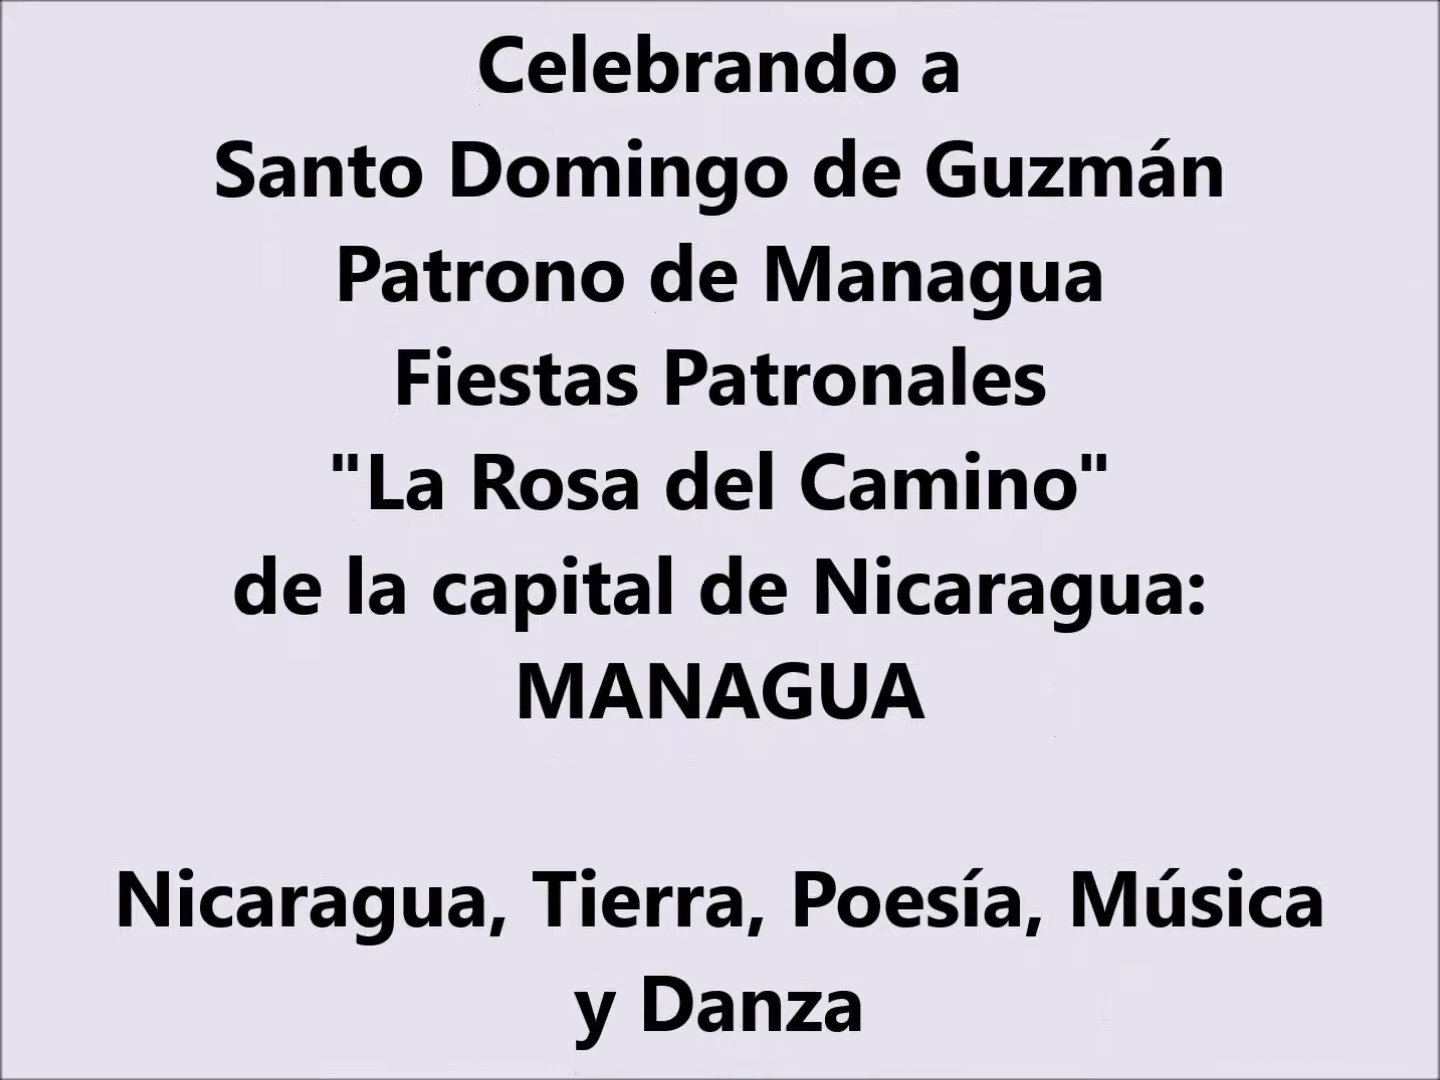 Celebrando a
Santo Domingo de Guzmán
Patrono de Managua
Fiestas Patronales
"La Rosa del Camino"
de la capital de Nicaragua:
MANAGUA
Nicaragua, Tierra, Poesía, Música
y Danza